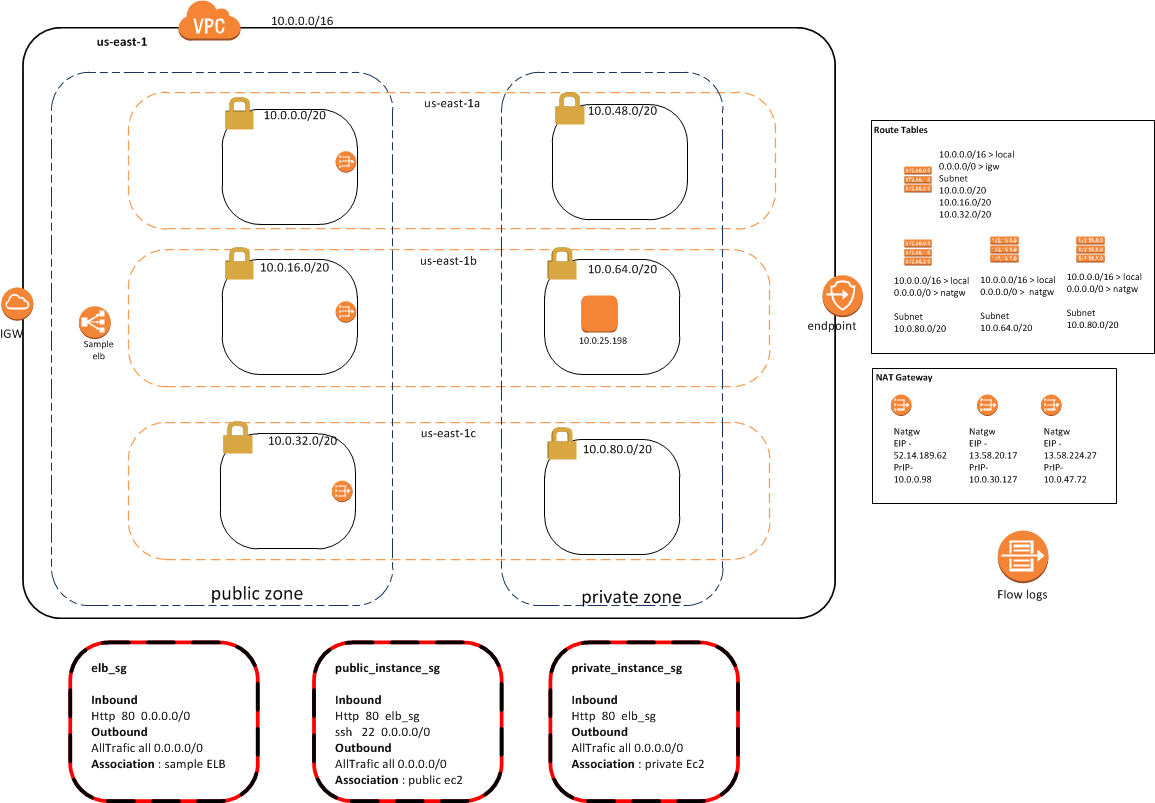 VPC
10.0.0.0/16
us-east-1
us-east-1a
10.0.0.0/20
10.0.48.0/20
us-east-1b
10.0.16.0/20
10.0.64.0/20
10.0.25.198
IGW
Sample
elb
endpoint
us-east-1c
10.0.32.0/20
10.0.80.0/20
public zone
private zone
Route Tables
10.0.0.0/16 > local
0.0.0.0/0 > igw
Subnet
10.0.0.0/20
10.0.16.0/20
10.0.32.0/20
10.0.0.0/16 > local
0.0.0.0/0 > natgw
Subnet
10.0.80.0/20
10.0.0.0/16 > local
0.0.0.0/0 > natgw
Subnet
10.0.64.0/20
10.0.0.0/16 > local
0.0.0.0/0 > natgw
Subnet
10.0.80.0/20
NAT Gateway
Natgw
EIP -
52.14.189.62
PrIP-
10.0.0.98
Natgw
EIP -
13.58.20.17
PrIP-
10.0.30.127
Natgw
EIP -
13.58.224.27
PrIP-
10.0.47.72
Flow logs
elb_sg
Inbound
Http 80 0.0.0.0/0
Outbound
AllTrafic all 0.0.0.0/0
Association : sample ELB
public_instance_sg
Inbound
Http 80 elb_sg
ssh 22 0.0.0.0/0
Outbound
AllTrafic all 0.0.0.0/0
Association : public ec2
private_instance_sg
Inbound
Http 80 elb_sg
Outbound
AllTrafic all 0.0.0.0/0
Association : private Ec2